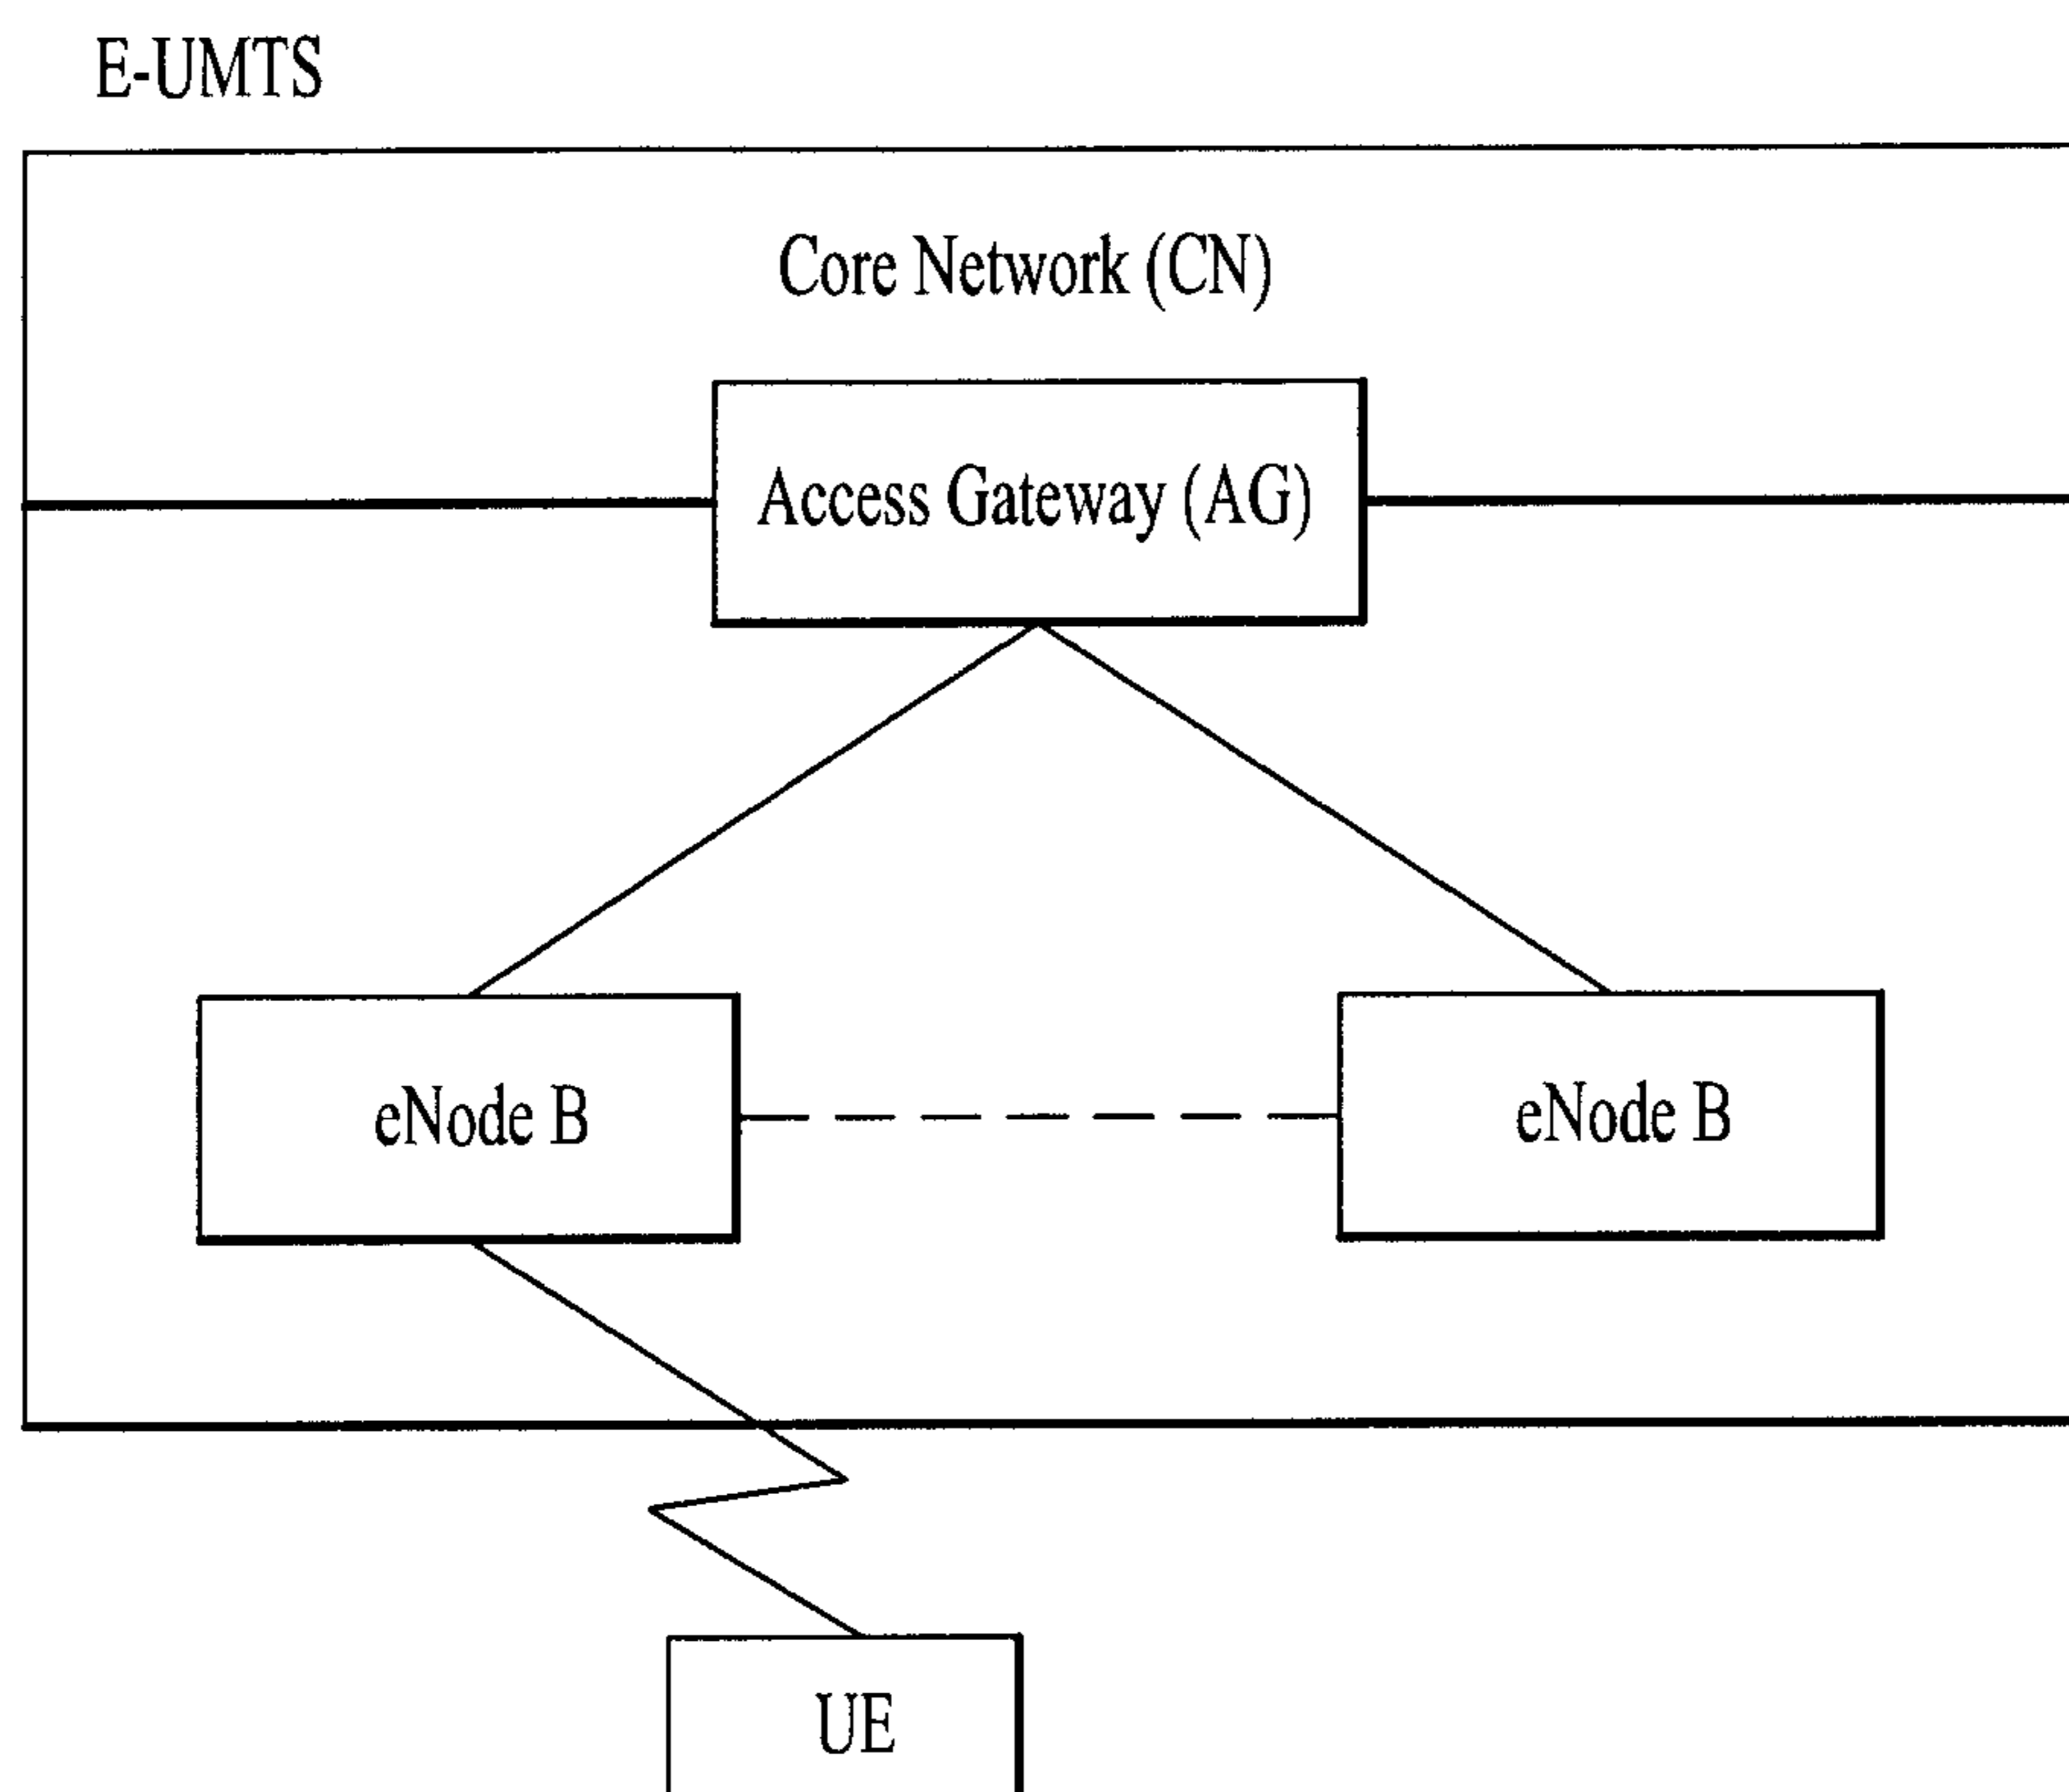 E-UMTS
Core Network (CN)
Access Gateway (AG)
eNode B
eNode B
UE